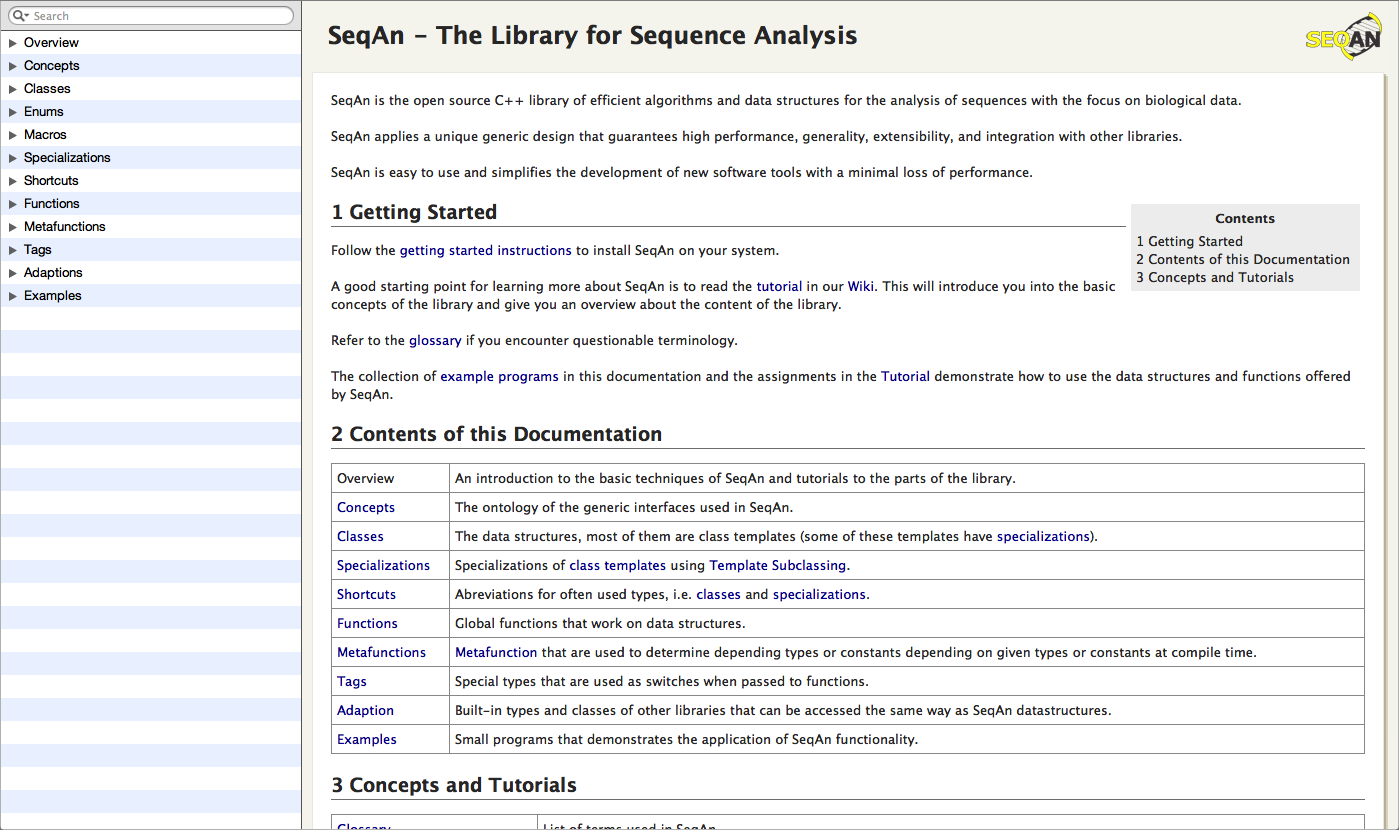 Search
Overview
Concepts
Classes
Enums
Macros
Specializations
Shortcuts
Functions
Metafunctions
Tags
Adaptions
Examples
SeqAn - The Library for Sequence Analysis
SEQAN
SeqAn is the open source C++ library of efficient algorithms and data structures for the analysis of sequences with the focus on biological data.
SeqAn applies a unique generic design that guarantees high performance, generality, extensibility, and integration with other libraries.
SeqAn is easy to use and simplifies the development of new software tools with a minimal loss of performance.
1 Getting Started
Contents
1 Getting Started
2 Contents of this Documentation
3 Concepts and Tutorials
Follow the getting started instructions to install SeqAn on your system.
A good starting point for learning more about SeqAn is to read the tutorial in our Wiki. This will introduce you into the basic
concepts of the library and give you an overview about the content of the library.
Refer to the glossary if you encounter questionable terminology.
The collection of example programs in this documentation and the assignments in the Tutorial demonstrate how to use the data structures and functions offered
by SeqAn.
2 Contents of this Documentation
Overview An introduction to the basic techniques of SeqAn and tutorials to the parts of the library.
Concepts The ontology of the generic interfaces used in SeqAn.
Classes The data structures, most of them are class templates (some of these templates have specializations).
Specializations Specializations of class templates using Template Subclassing.
Shortcuts Abreviations for often used types, i.e. classes and specializations.
Functions Global functions that work on data structures.
Metafunctions Metafunction that are used to determine depending types or constants depending on given types or constants at compile time.
Tags Special types that are used as switches when passed to functions.
Adaption Built-in types and classes of other libraries that can be accessed the same way as SeqAn datastructures.
Examples Small programs that demonstrates the application of SeqAn functionality.
3 Concepts and Tutorials
Glossary List of terms used in SeqAn.